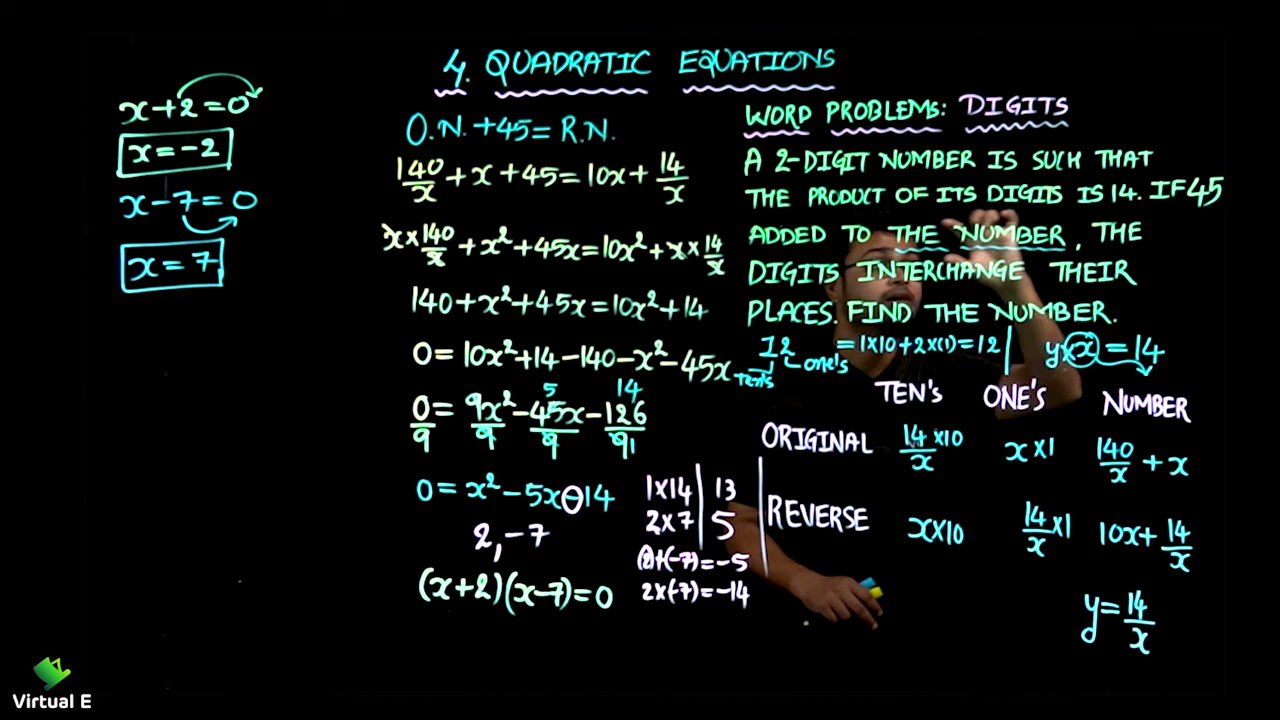 4. QUADRATIC EQUATIONS
x+2=0
x=-2
x-7=0
x=7
O.N.+45=R.N.
140/x+x+45=10x+14/x
x×140/x+x²+45x=10x²+x×14/x
140+x²+45x=10x²+14
0=10x²+14-140-x²-45x
5 14
0/9=9x²/9-45x/9-126/9
0=x²-5x-14
2,-7
(x+2)(x-7)=0
1×14 | 13
2×7 | 5
(2)+(-7)=-5
2×(-7)=-14
WORD PROBLEMS: DIGITS
A 2-DIGIT NUMBER IS SUCH THAT
THE PRODUCT OF ITS DIGITS IS 14. IF 45
ADDED TO THE NUMBER, THE
DIGITS INTERCHANGE THEIR
PLACES. FIND THE NUMBER.
12 =1×10+2×(1)=12 | y×x=14
ten's one's
TEN's ONE's NUMBER
ORIGINAL 14/x×10 x×1 140/x+x
REVERSE x×10 14/x×1 10x+14/x
y=14/x
Virtual E